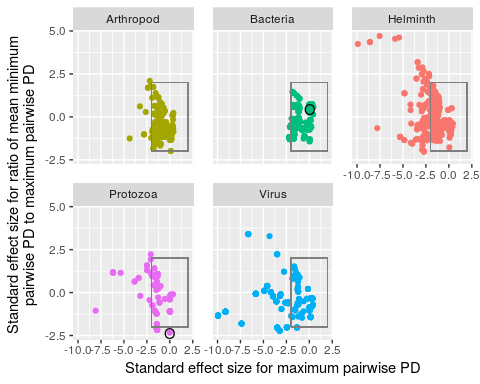 Arthropod Bacteria Helminth
5.0
2.5
0.0
-2.5
-10.0 -7.5 -5.0 -2.5 0.0 2.5
Protozoa Virus
5.0
2.5
0.0
-2.5
-10.0 -7.5 -5.0 -2.5 0.0 2.5 -10.0 -7.5 -5.0 -2.5 0.0 2.5
Standard effect size for maximum pairwise PD
Standard effect size for ratio of mean minimum
pairwise PD to maximum pairwise PD